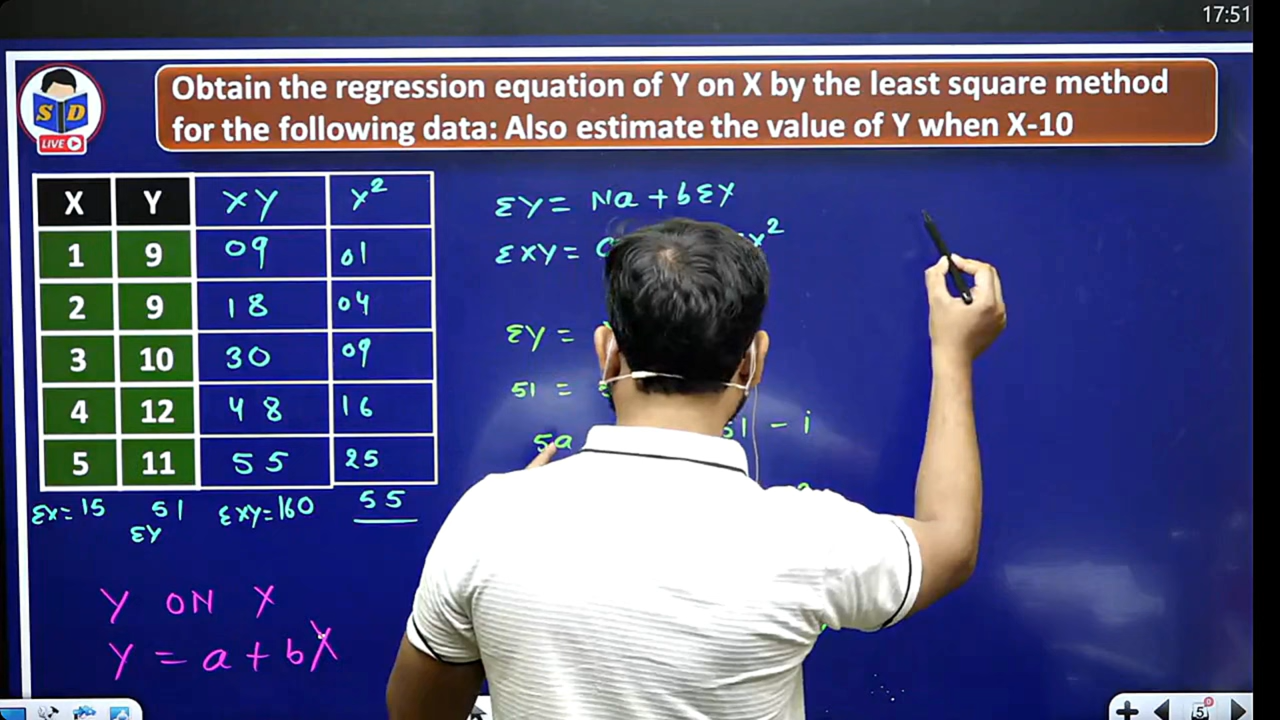 17:51
S D
LIVE
Obtain the regression equation of Y on X by the least square method
for the following data: Also estimate the value of Y when X-10
X Y XY X²
1 9 09 01
2 9 18 04
3 10 30 09
4 12 48 16
5 11 55 25
ΣX=15 51 ΣXY=160 55
ΣY
Y ON X
Y = a + bX
ΣY = Na + bΣX
ΣXY =
ΣY =
51 =
5a 51 - i
5